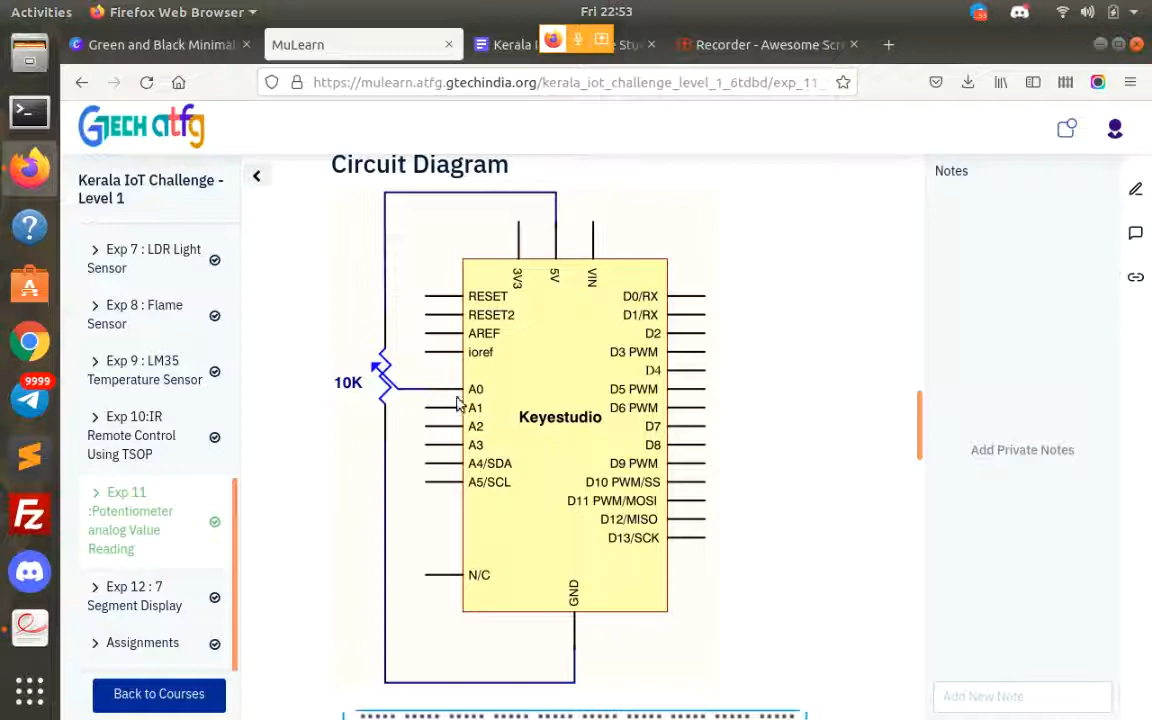 Activities
Firefox Web Browser
Fri 22:53
Green and Black Minimal
MuLearn
Kerala I
Stu
Recorder - Awesome Scr
https://mulearn.atfg.gtechindia.org/kerala_iot_challenge_level_1_6tdbd/exp_11_
GTECH atfg
Kerala IoT Challenge -
Level 1
Exp 7 : LDR Light
Sensor
Exp 8 : Flame
Sensor
Exp 9 : LM35
Temperature Sensor
Exp 10:IR
Remote Control
Using TSOP
Exp 11
:Potentiometer
analog Value
Reading
Exp 12 : 7
Segment Display
Assignments
Back to Courses
9999
Circuit Diagram
3V3
5V
VIN
RESET
RESET2
AREF
ioref
A0
A1
A2
A3
A4/SDA
A5/SCL
N/C
10K
Keyestudio
D0/RX
D1/RX
D2
D3 PWM
D4
D5 PWM
D6 PWM
D7
D8
D9 PWM
D10 PWM/SS
D11 PWM/MOSI
D12/MISO
D13/SCK
GND
Notes
Add Private Notes
Add New Note